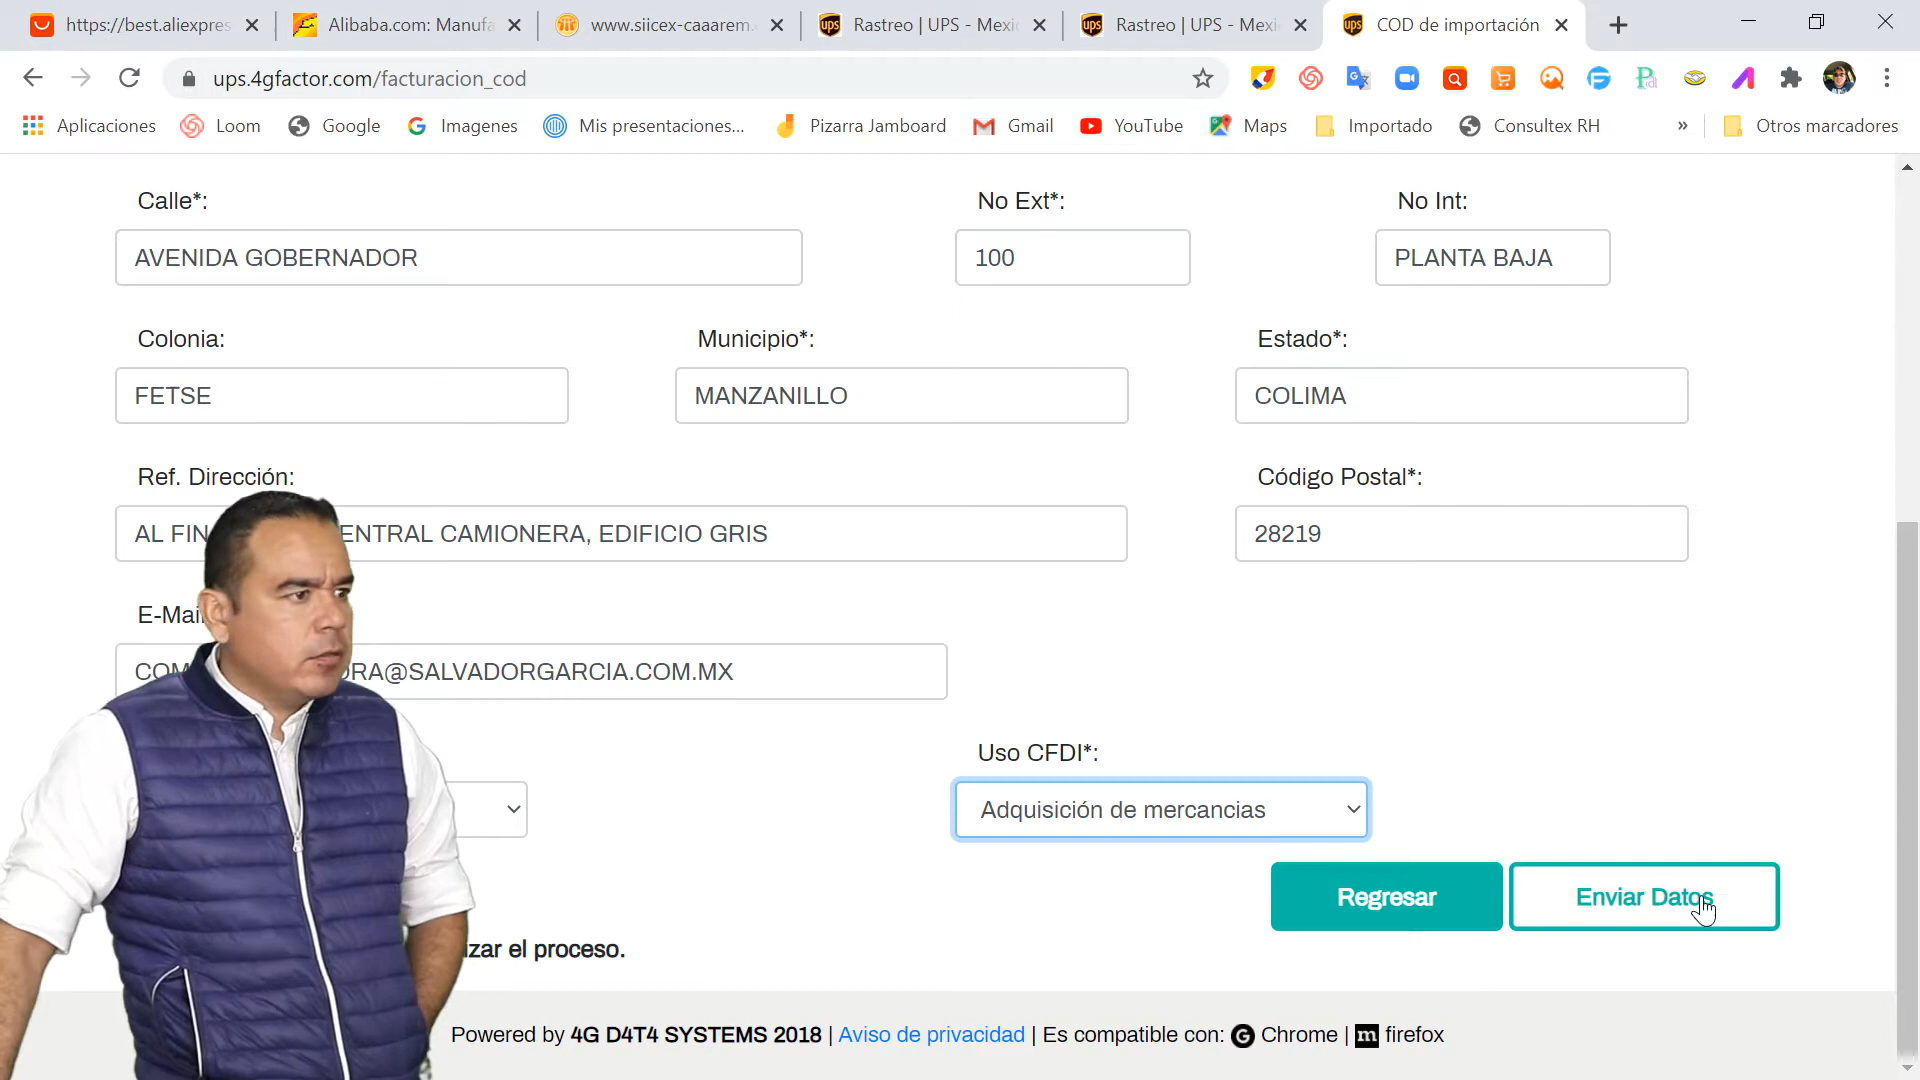 https://best.aliexpres
Alibaba.com: Manufa
www.siicex-caaarem.
Rastreo | UPS - Mexi
Rastreo | UPS - Mexi
COD de importación
ups.4gfactor.com/facturacion_cod
Aplicaciones
Loom
Google
Imagenes
Mis presentaciones...
Pizarra Jamboard
Gmail
YouTube
Maps
Importado
Consultex RH
»
Otros marcadores
Calle*:
No Ext*:
No Int:
AVENIDA GOBERNADOR
100
PLANTA BAJA
Colonia:
Municipio*:
Estado*:
FETSE
MANZANILLO
COLIMA
Ref. Dirección:
Código Postal*:
AL FIN ENTRAL CAMIONERA, EDIFICIO GRIS
28219
E-Mai
COM DRA@SALVADORGARCIA.COM.MX
Uso CFDI*:
Adquisición de mercancias
Regresar
Enviar Datos
izar el proceso.
Powered by 4G D4T4 SYSTEMS 2018 | Aviso de privacidad | Es compatible con: Chrome | firefox